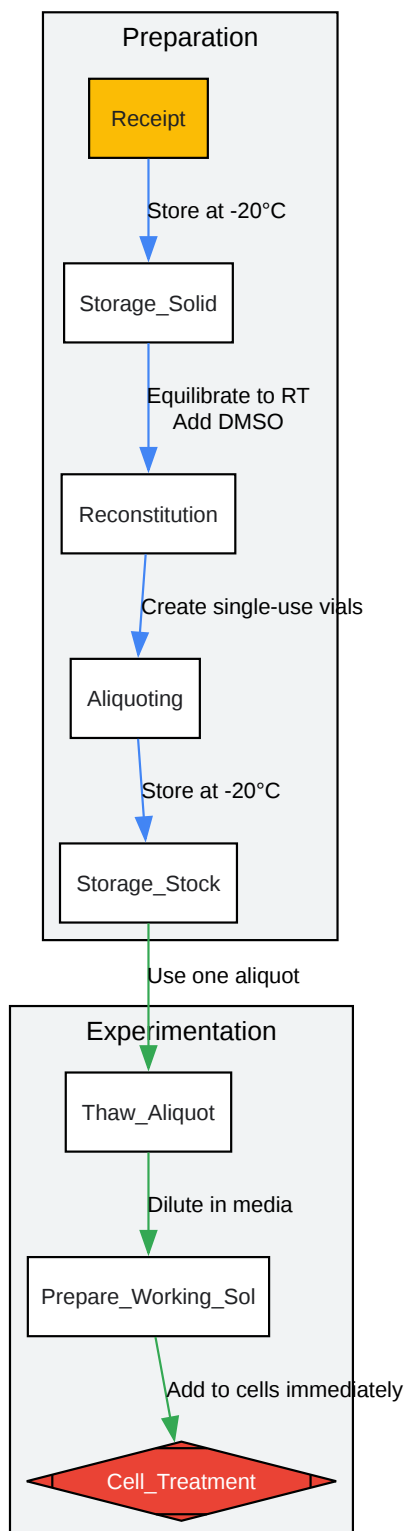 Preparation
Receipt
Store at -20°C
Storage_Solid
Equilibrate to RT
Add DMSO
Reconstitution
Create single-use vials
Aliquoting
Store at -20°C
Storage_Stock
Use one aliquot
Experimentation
Thaw_Aliquot
Dilute in media
Prepare_Working_Sol
Add to cells immediately
Cell_Treatment